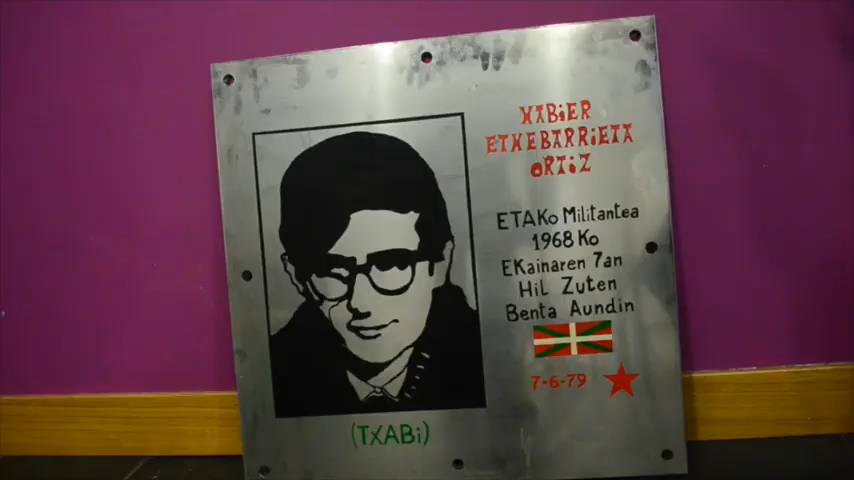 XABiER
ETXEBARRiETA
ORTiZ
ETAKo Militantea
1968 Ko
EKainaren 7an
Hil Zuten
Benta Aundin
7-6-79
(TXABi)